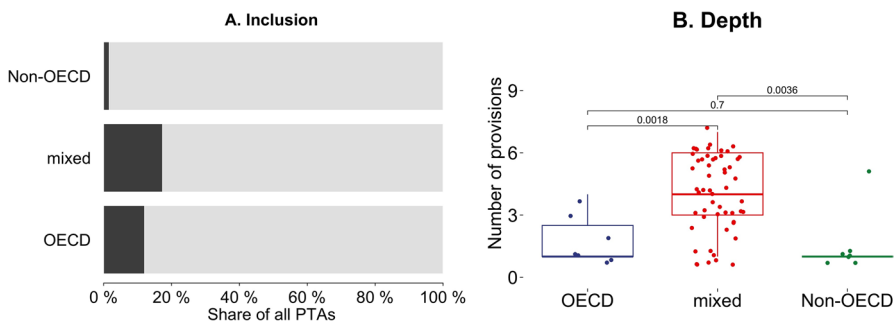 A. Inclusion
Non-OECD
mixed
OECD
0 % 20 % 40 % 60 % 80 % 100 %
Share of all PTAs
B. Depth
Number of provisions
9
6
3
0
0.0036
0.7
0.0018
OECD mixed Non-OECD